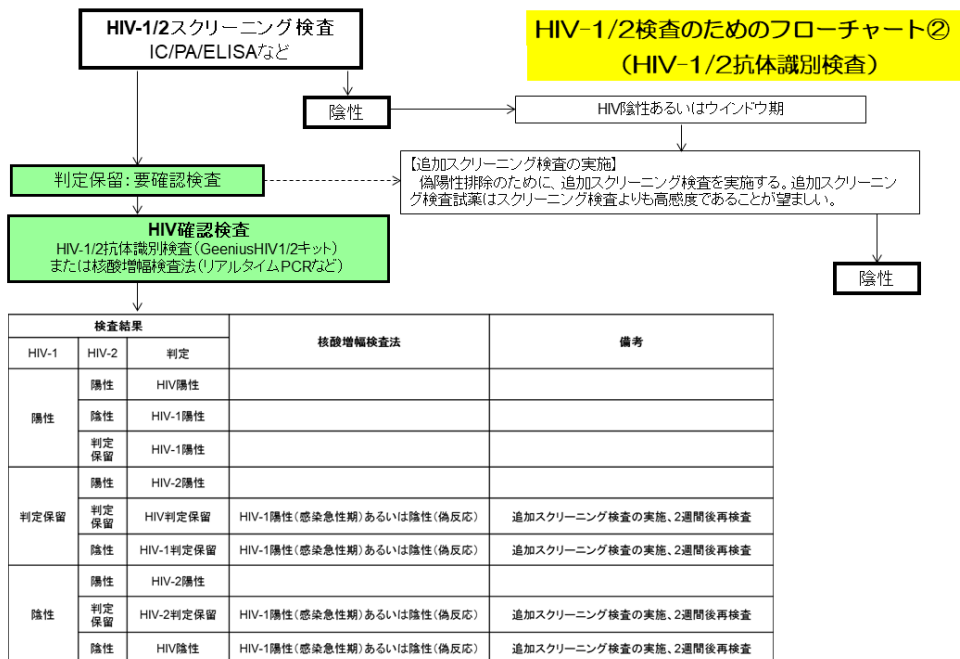 HIV-1/2スクリーニング検査
IC/PA/ELISAなど
HIV-1/2検査のためのフローチャート②
（HIV-1/2抗体識別検査）
陰性
HIV陰性あるいはウインドウ期
判定保留：要確認検査
【追加スクリーニング検査の実施】
偽陽性排除のために、追加スクリーニング検査を実施する。追加スクリーニン
グ検査試薬はスクリーニング検査よりも高感度であることが望ましい。
HIV確認検査
HIV-1/2抗体識別検査（GeeniusHIV1/2キット）
または核酸増幅検査法（リアルタイムPCRなど）
陰性
検査結果 核酸増幅検査法 備考
HIV-1 HIV-2 判定
陽性 陽性 HIV陽性
陰性 HIV-1陽性
判定
保留 HIV-1陽性
判定保留 陽性 HIV-2陽性
判定
保留 HIV判定保留 HIV-1陽性（感染急性期）あるいは陰性（偽反応） 追加スクリーニング検査の実施、2週間後再検査
陰性 HIV-1判定保留 HIV-1陽性（感染急性期）あるいは陰性（偽反応） 追加スクリーニング検査の実施、2週間後再検査
陰性 陽性 HIV-2陽性
判定
保留 HIV-2判定保留 HIV-1陽性（感染急性期）あるいは陰性（偽反応） 追加スクリーニング検査の実施、2週間後再検査
陰性 HIV陰性 HIV-1陽性（感染急性期）あるいは陰性（偽反応） 追加スクリーニング検査の実施、2週間後再検査